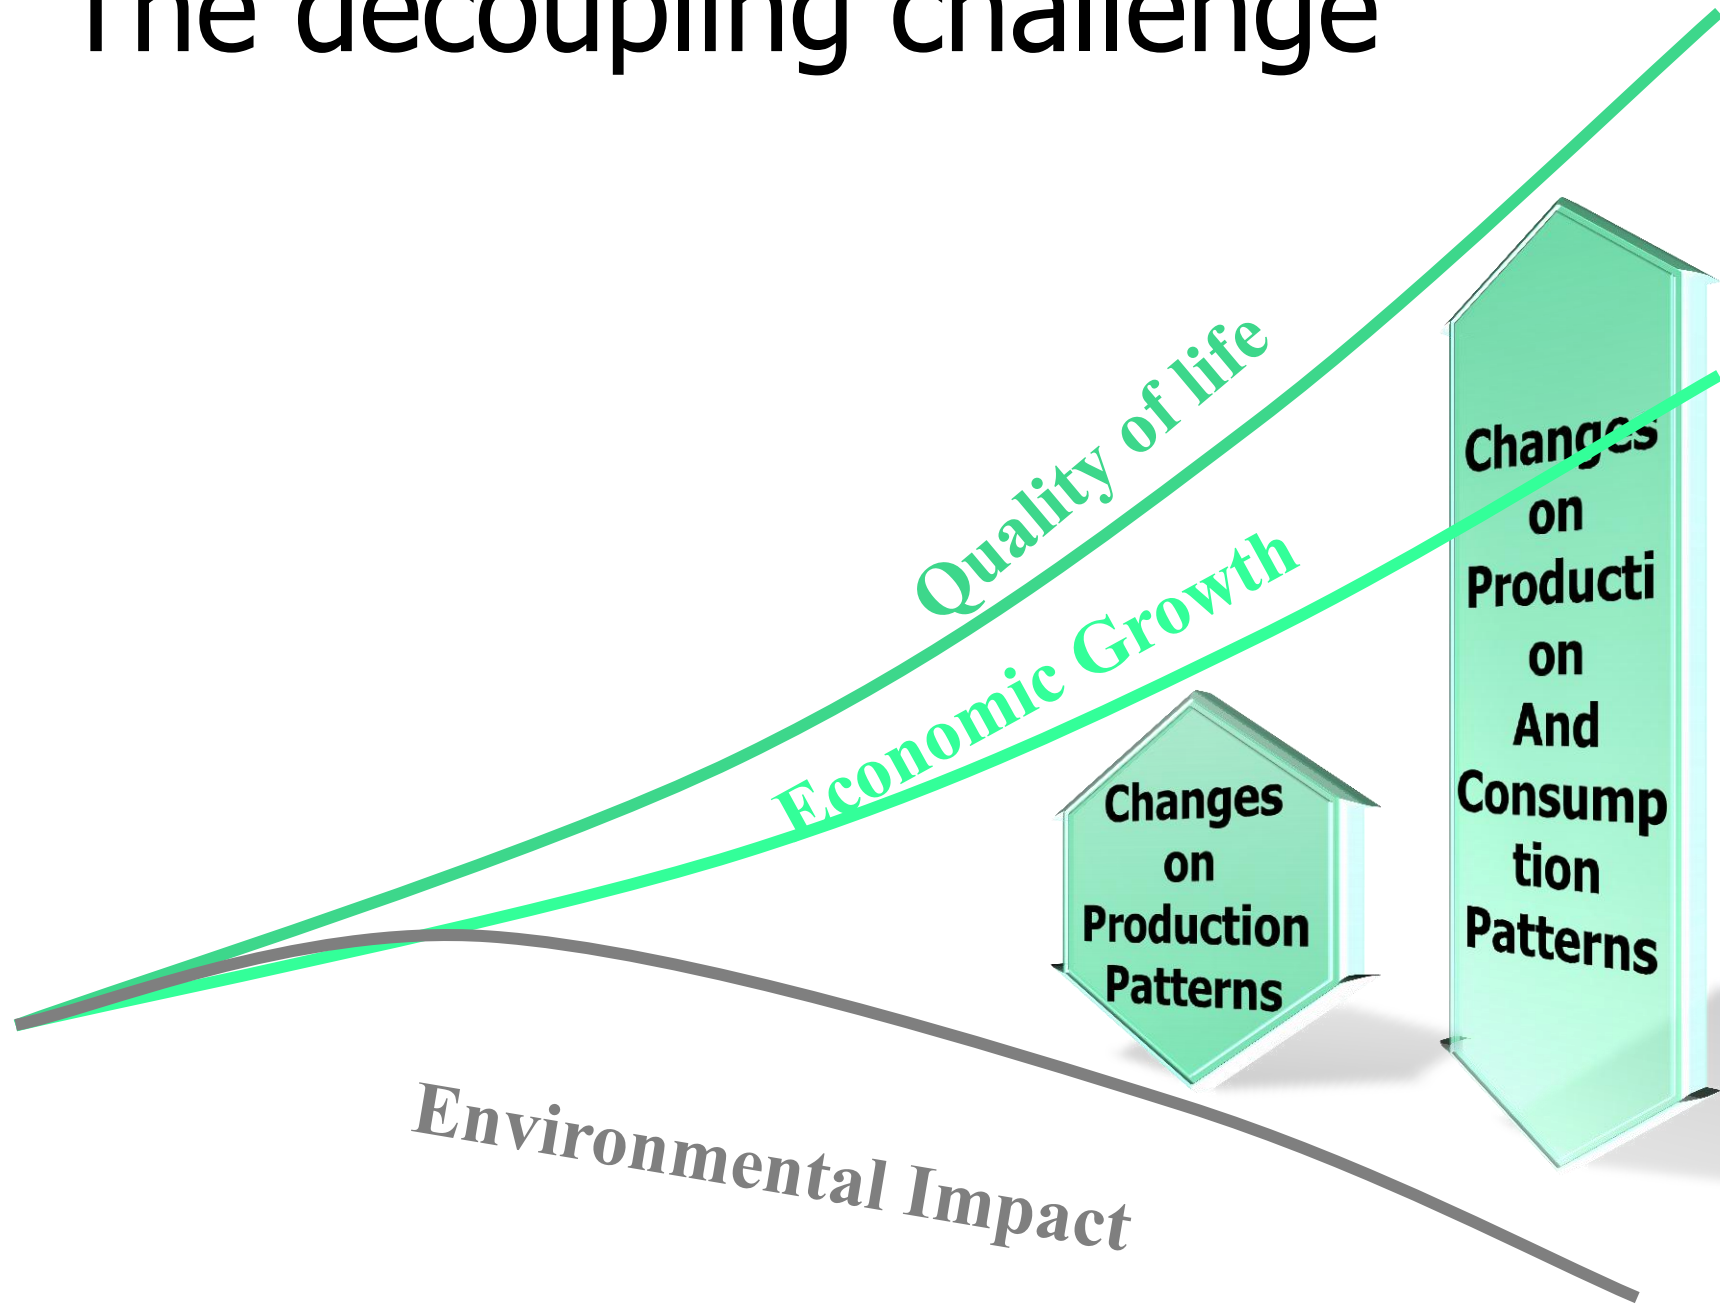 The decoupling challenge
Quality of life
Economic Growth
Changes
on
Production
Patterns
Changes
on
Producti
on
And
Consump
tion
Patterns
Environmental Impact